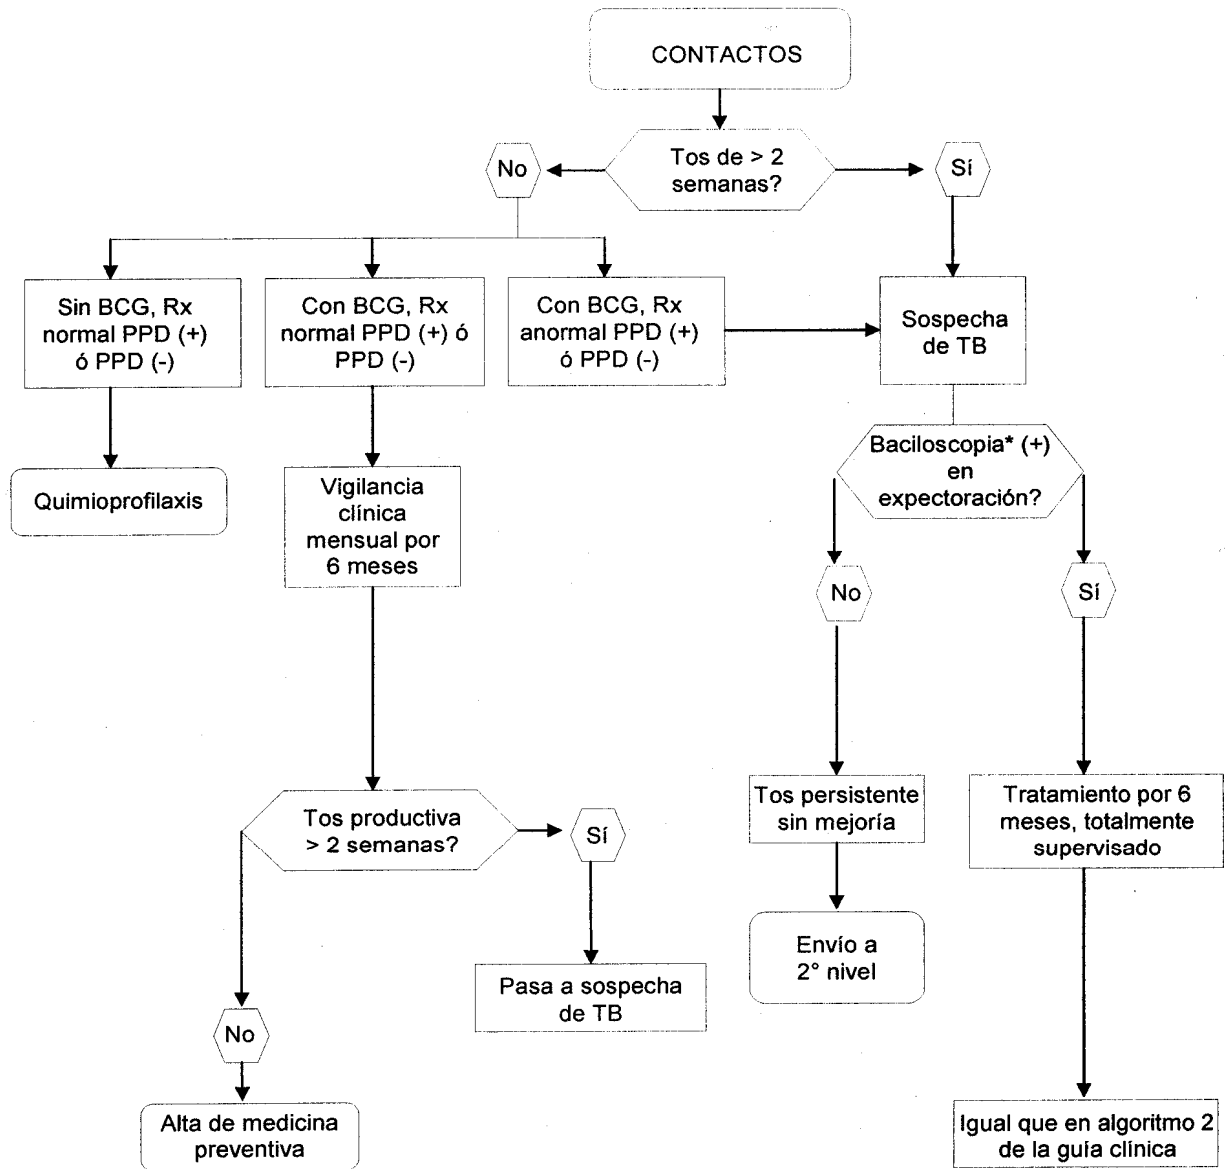 CONTACTOS
Tos de > 2
semanas?
No
Sí
Sin BCG, Rx
normal PPD (+)
ó PPD (-)
Con BCG, Rx
normal PPD (+) ó
PPD (-)
Con BCG, Rx
anormal PPD (+)
ó PPD (-)
Sospecha
de TB
Quimioprofilaxis
Vigilancia
clínica
mensual por
6 meses
Baciloscopia* (+)
en
expectoración?
No
Sí
Tos productiva
> 2 semanas?
Sí
Tos persistente
sin mejoría
Tratamiento por 6
meses, totalmente
supervisado
Envío a
2° nivel
Pasa a sospecha
de TB
No
Alta de medicina
preventiva
Igual que en algoritmo 2
de la guía clínica